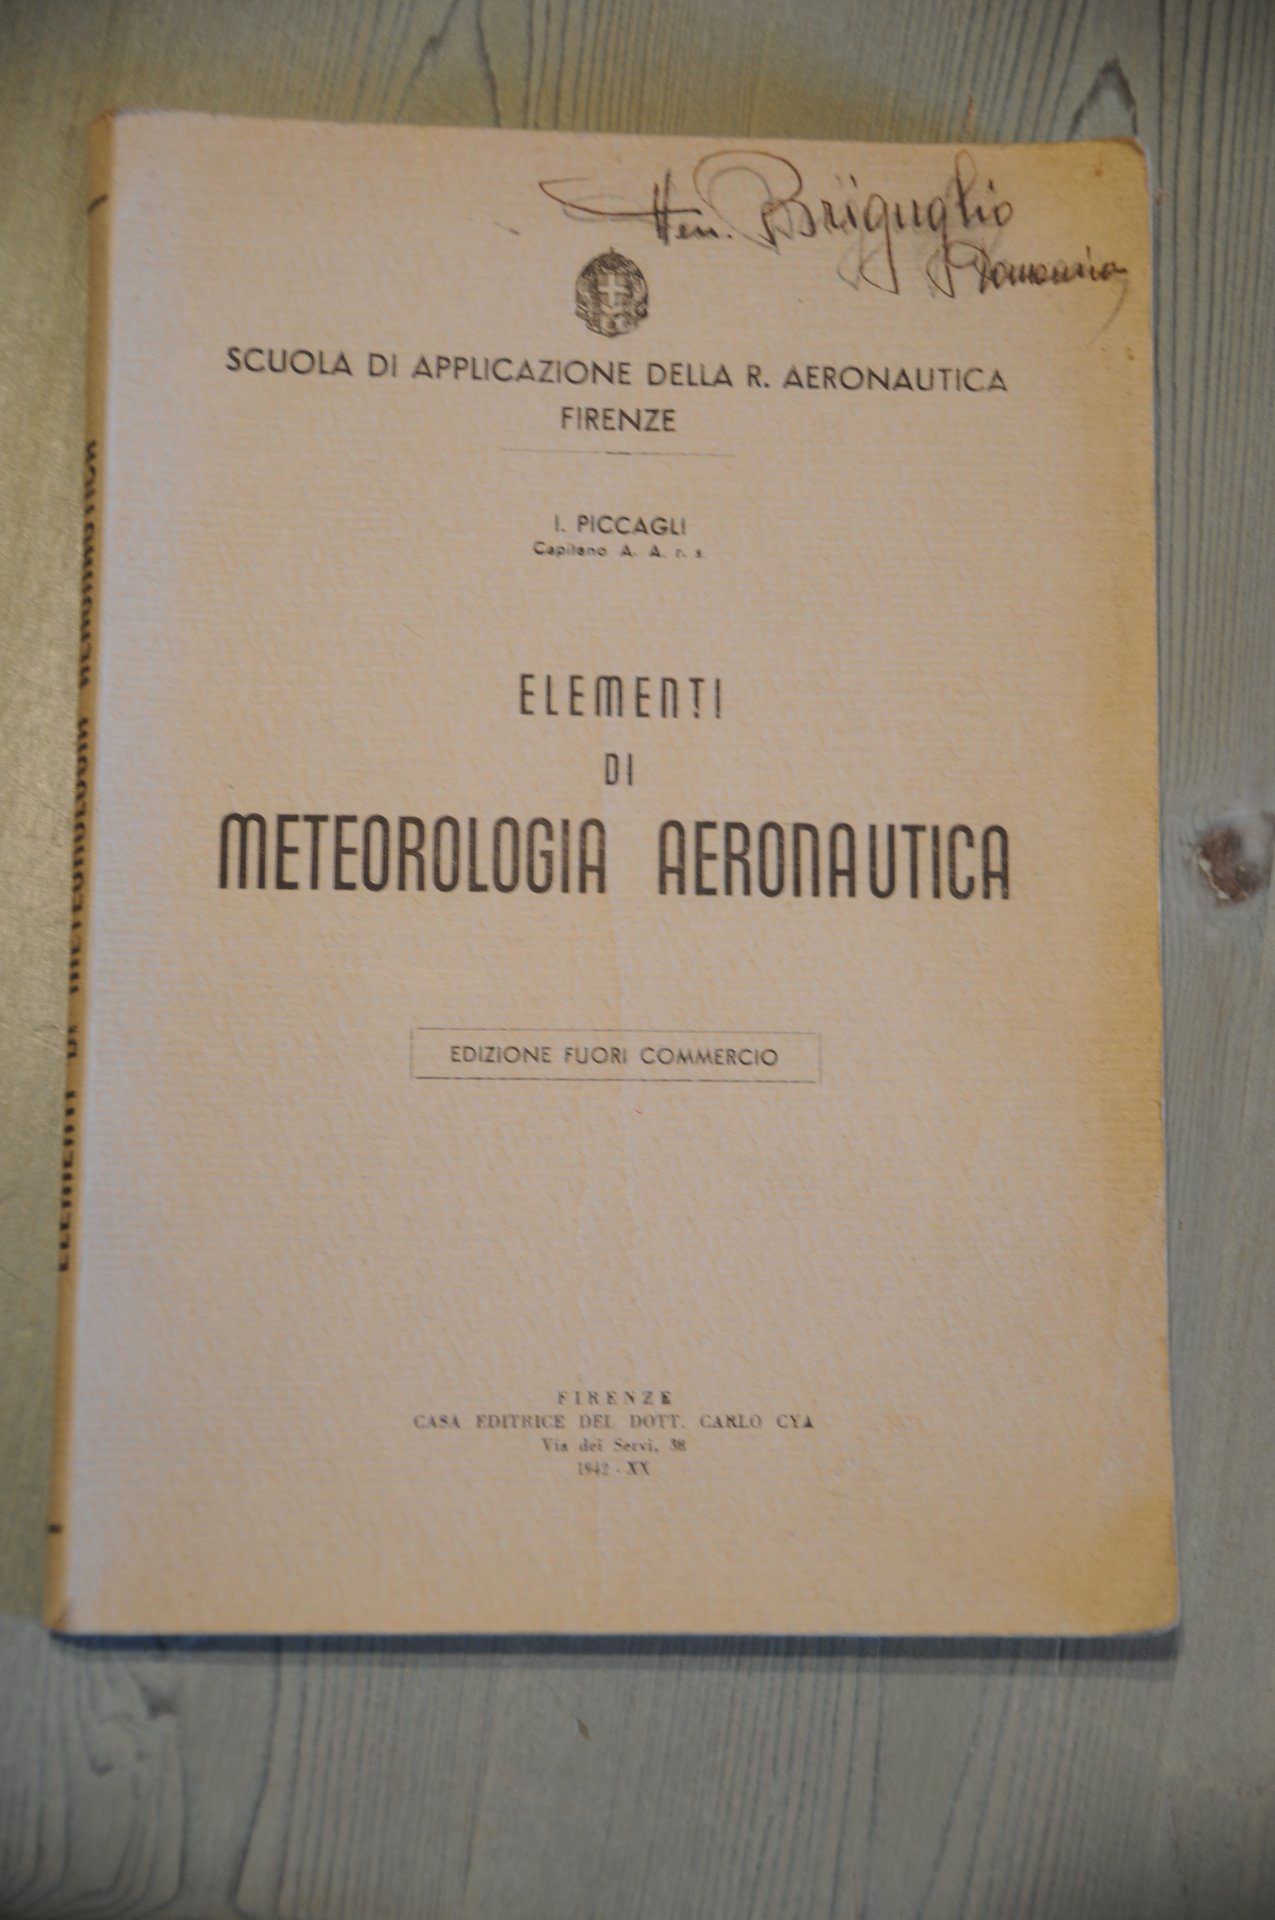 Ten. Briguglio
SCUOLA DI APPLICAZIONE DELLA R. AERONAUTICA
FIRENZE
I. PICCAGLI
Capitano A. A. r. s.
ELEMENTI
DI
METEOROLOGIA AERONAUTICA
EDIZIONE FUORI COMMERCIO
FIRENZE
CASA EDITRICE DEL DOTT. CARLO CYA
Via dei Servi, 38
1942 - XX
ELEMENTI DI METEOROLOGIA AERONAUTICA